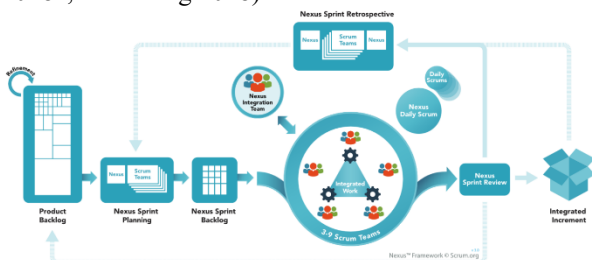 Nexus Sprint Retrospective
Nexus
Scrum
Teams
Nexus
Refinement
Nexus
Integration
Team
Daily
Scrums
Nexus
Daily Scrum
Nexus
Scrum
Teams
Integrated
Work
Nexus
Sprint Review
3-9 Scrum Teams
Product
Backlog
Nexus Sprint
Planning
Nexus Sprint
Backlog
Integrated
Increment
Nexus™ Framework © Scrum.org